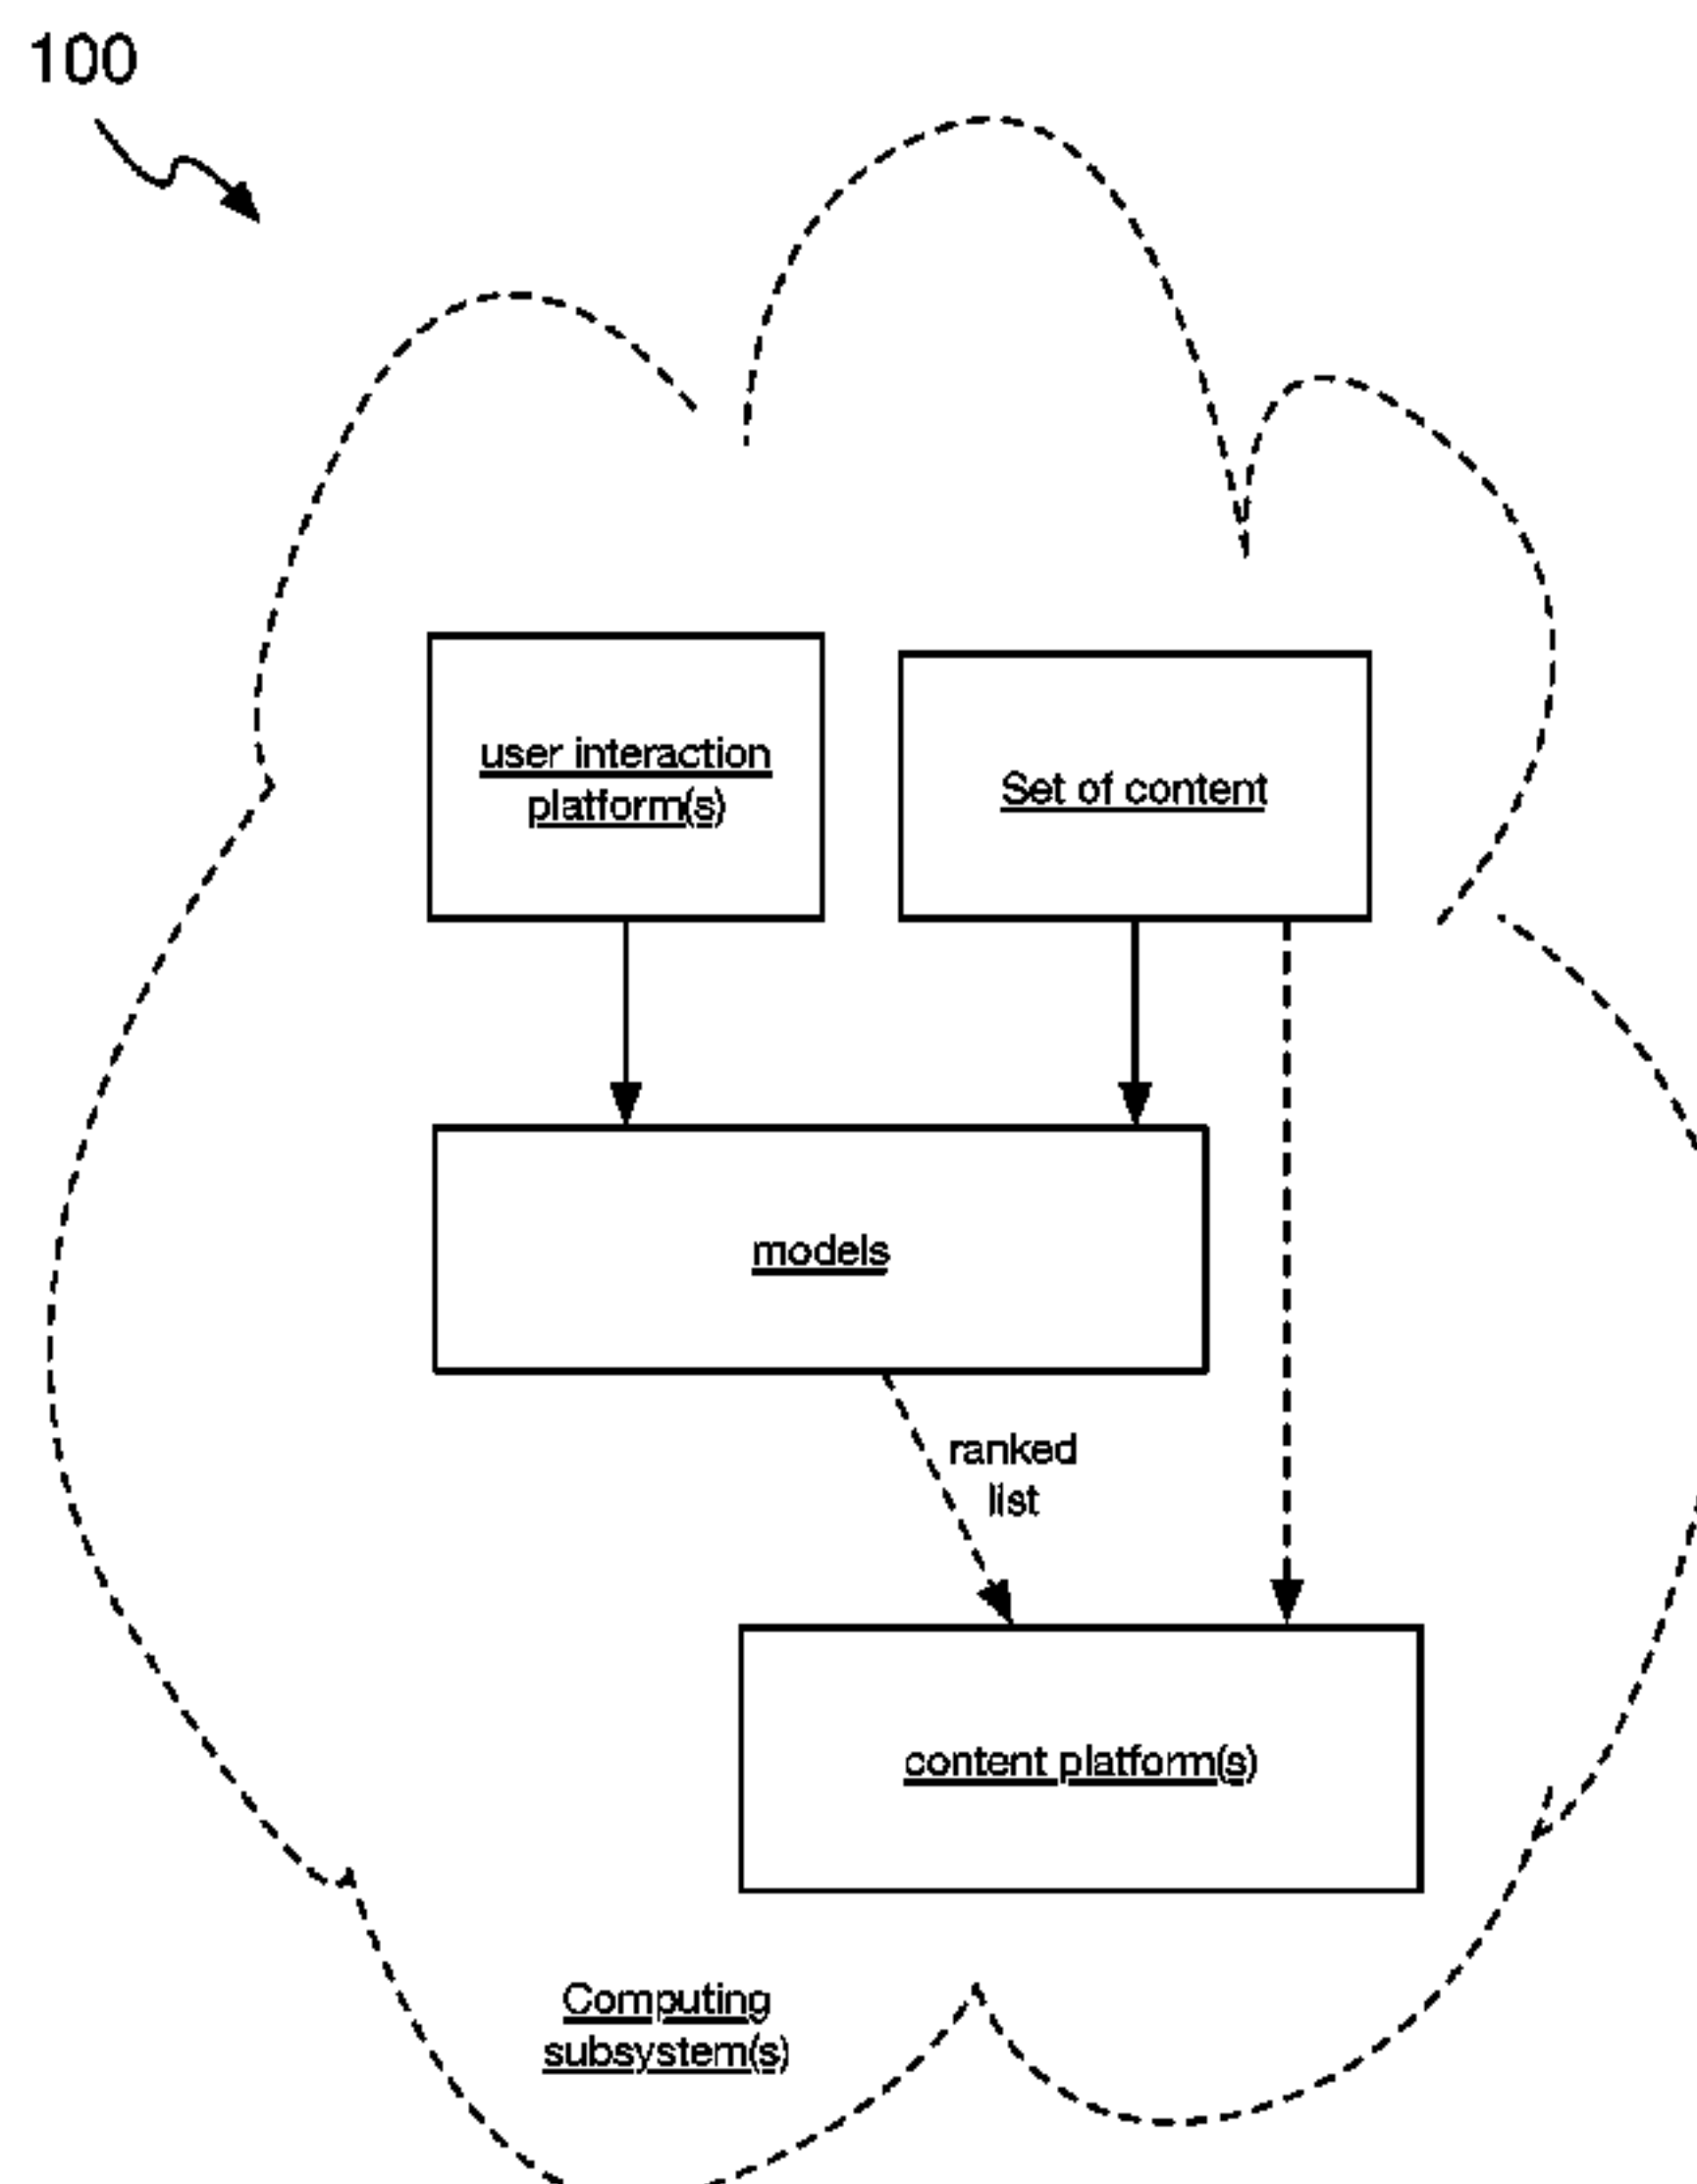 100
user interaction
platform(s)
Set of content
models
ranked
list
content platform(s)
Computing
subsystem(s)